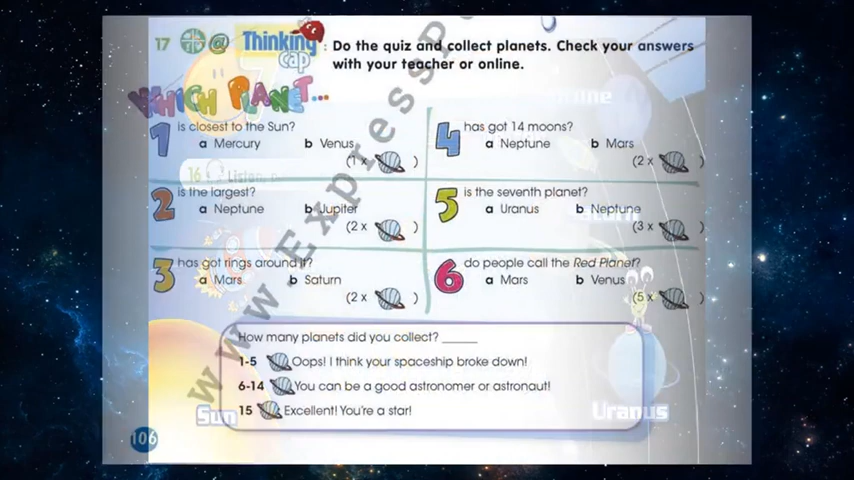 17 @ Thinking cap : Do the quiz and collect planets. Check your answers
with your teacher or online.
WHICH PLANET...
1 is closest to the Sun?
a Mercury b Venus
(1 x )
2 is the largest?
a Neptune b Jupiter
(2 x )
3 has got rings around it?
a Mars b Saturn
(2 x )
4 has got 14 moons?
a Neptune b Mars
(2 x )
5 is the seventh planet?
a Uranus b Neptune
(3 x )
6 do people call the Red Planet?
a Mars b Venus
(5 x )
How many planets did you collect? ______
1-5 Oops! I think your spaceship broke down!
6-14 You can be a good astronomer or astronaut!
15 Excellent! You're a star!
Sun
Uranus
106
16 Listen,
www.Expressp